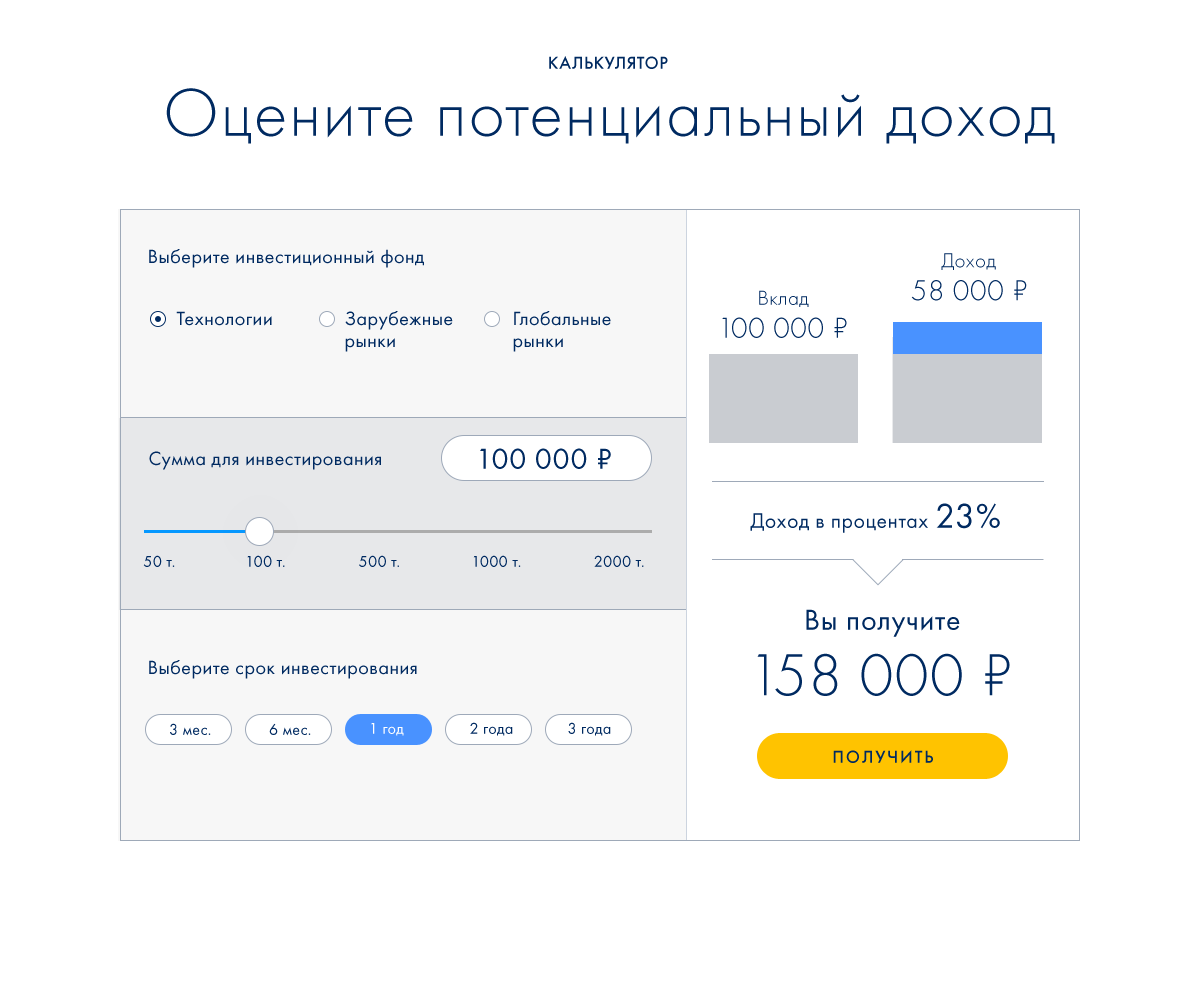 КАЛЬКУЛЯТОР
Оцените потенциальный доход
Выберите инвестиционный фонд
Технологии
Зарубежные
рынки
Глобальные
рынки
Сумма для инвестирования
100 000 ₽
50 т.
100 т.
500 т.
1000 т.
2000 т.
Выберите срок инвестирования
3 мес.
6 мес.
1 год
2 года
3 года
Вклад
100 000 ₽
Доход
58 000 ₽
Доход в процентах 23%
Вы получите
158 000 ₽
ПОЛУЧИТЬ